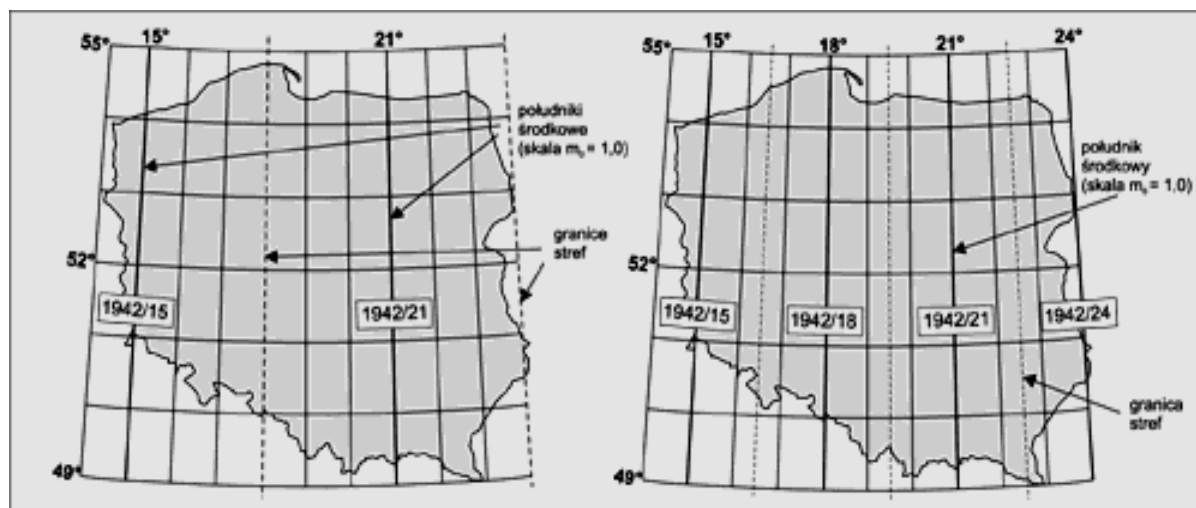 55° 15° 21°
południki
środkowe
(skala m₀ = 1,0)
granice
stref
52°
1942/15 1942/21
49°
55° 15° 18° 21° 24°
południk
środkowy
(skala m₀ = 1,0)
52°
1942/15 1942/18 1942/21 1942/24
granica
stref
49°